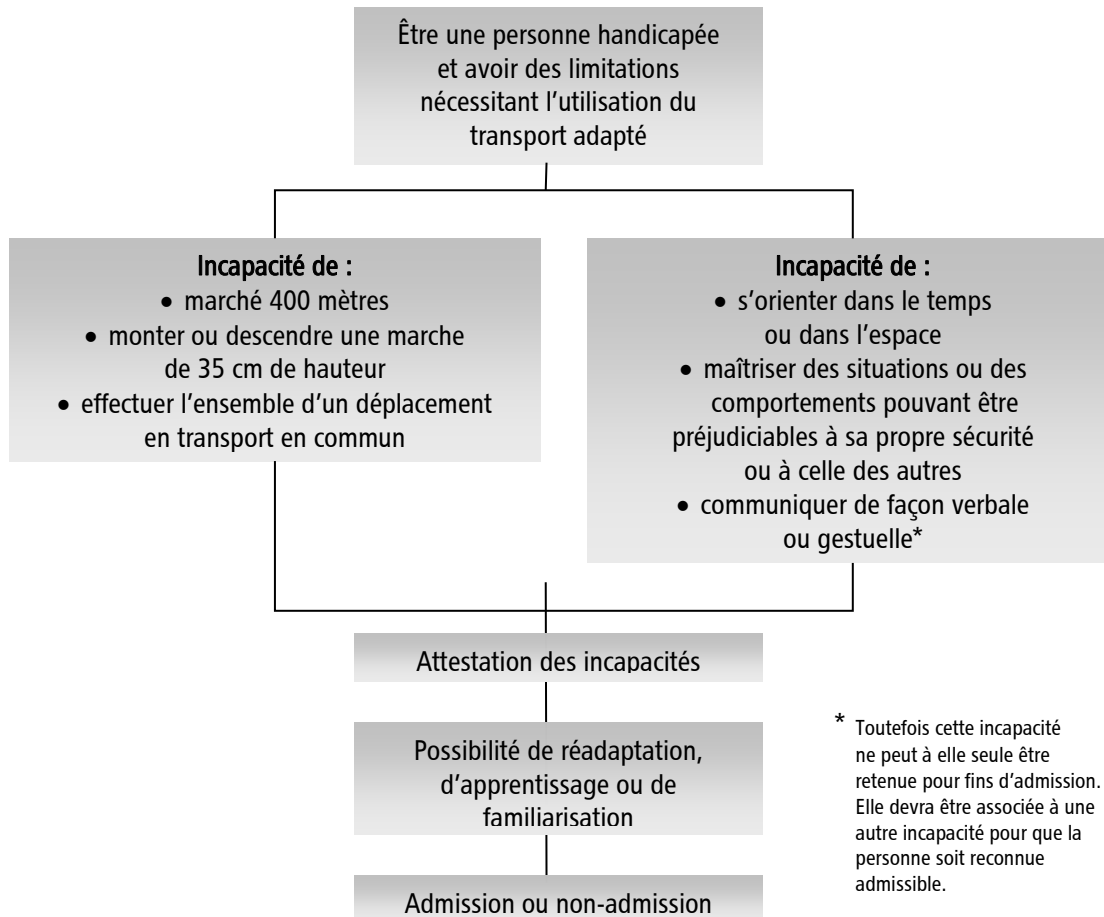 Être une personne handicapée
et avoir des limitations
nécessitant l'utilisation du
transport adapté
Incapacité de :
• marché 400 mètres
• monter ou descendre une marche
de 35 cm de hauteur
• effectuer l'ensemble d'un déplacement
en transport en commun
Incapacité de :
• s'orienter dans le temps
ou dans l'espace
• maîtriser des situations ou des
comportements pouvant être
préjudiciables à sa propre sécurité
ou à celle des autres
• communiquer de façon verbale
ou gestuelle*
Attestation des incapacités
Possibilité de réadaptation,
d'apprentissage ou de
familiarisation
Admission ou non-admission
* Toutefois cette incapacité
ne peut à elle seule être
retenue pour fins d'admission.
Elle devra être associée à une
autre incapacité pour que la
personne soit reconnue
admissible.